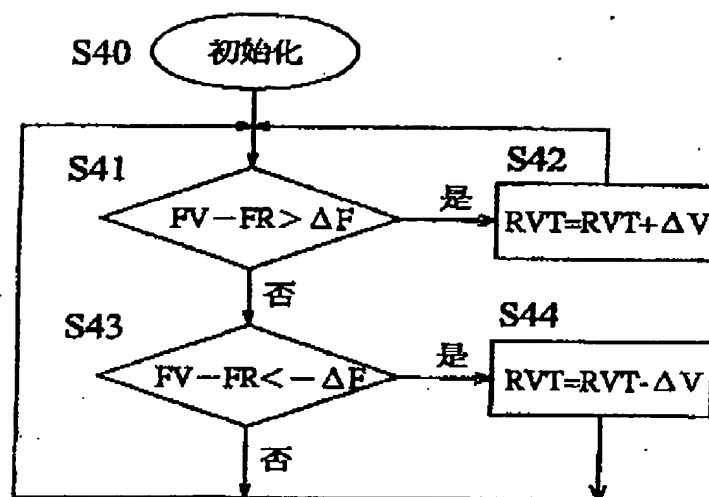 S40
初始化
S41
FV－FR＞ΔF
是
S42
RVT=RVT+ΔV
否
S43
FV－FR＜－ΔF
是
S44
RVT=RVT-ΔV
否